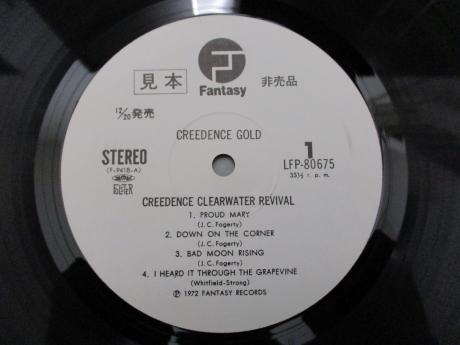 FJ
Fantasy
見本
非売品
12/20発売
CREEDENCE GOLD
STEREO
(F-9418-A)
1
LFP-80675
33⅓ r. p. m.
CREEDENCE CLEARWATER REVIVAL
1. PROUD MARY
(J. C. Fogerty)
2. DOWN ON THE CORNER
(J. C. Fogerty)
3. BAD MOON RISING
(J. C. Fogerty)
4. I HEARD IT THROUGH THE GRAPEVINE
(Whitfield-Strong)
Ⓟ 1972 FANTASY RECORDS